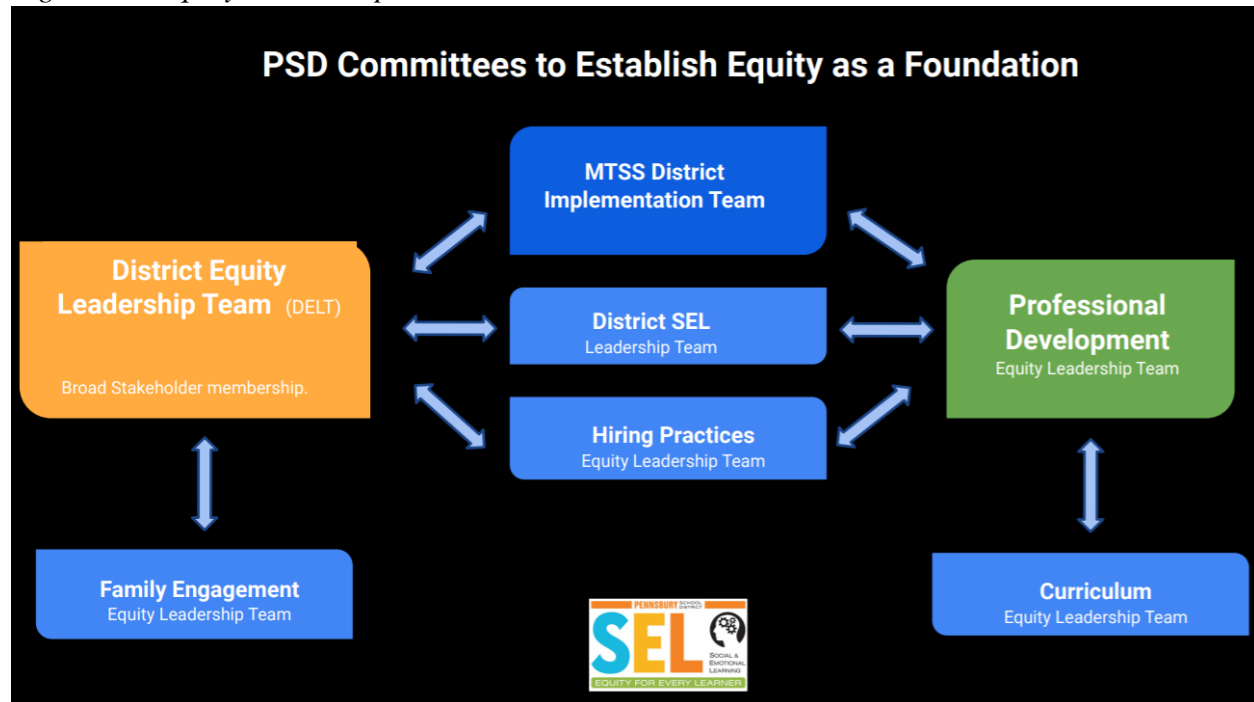 PSD Committees to Establish Equity as a Foundation
MTSS District
Implementation Team
District Equity
Leadership Team (DELT)
Broad Stakeholder membership.
District SEL
Leadership Team
Professional
Development
Equity Leadership Team
Hiring Practices
Equity Leadership Team
Family Engagement
Equity Leadership Team
Curriculum
Equity Leadership Team
PENNSBURY SCHOOL DISTRICT
SEL
SOCIAL &
EMOTIONAL
LEARNING
EQUITY FOR EVERY LEARNER